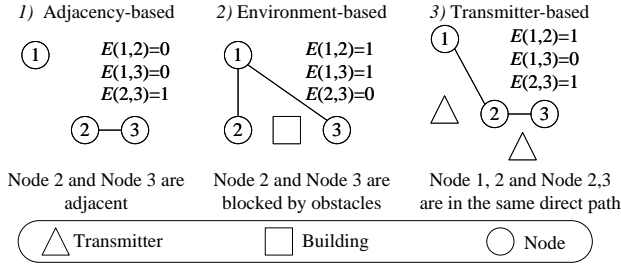 1) Adjacency-based
1
E(1,2)=0
E(1,3)=0
E(2,3)=1
2
3
Node 2 and Node 3 are
adjacent
2) Environment-based
1
E(1,2)=1
E(1,3)=1
E(2,3)=0
2
3
Node 2 and Node 3 are
blocked by obstacles
3) Transmitter-based
1
E(1,2)=1
E(1,3)=0
E(2,3)=1
2
3
Node 1, 2 and Node 2,3
are in the same direct path
Transmitter
Building
Node